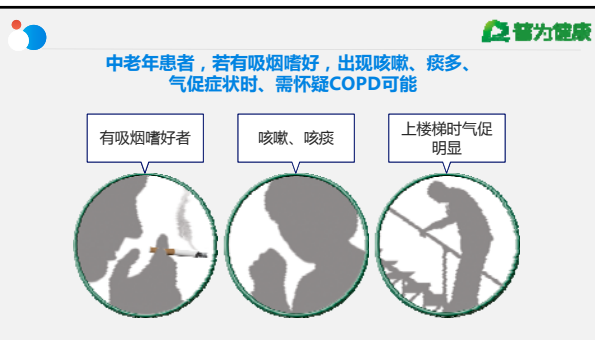 普为健康
中老年患者，若有吸烟嗜好，出现咳嗽、痰多、
气促症状时、需怀疑COPD可能
有吸烟嗜好者
咳嗽、咳痰
上楼梯时气促
明显